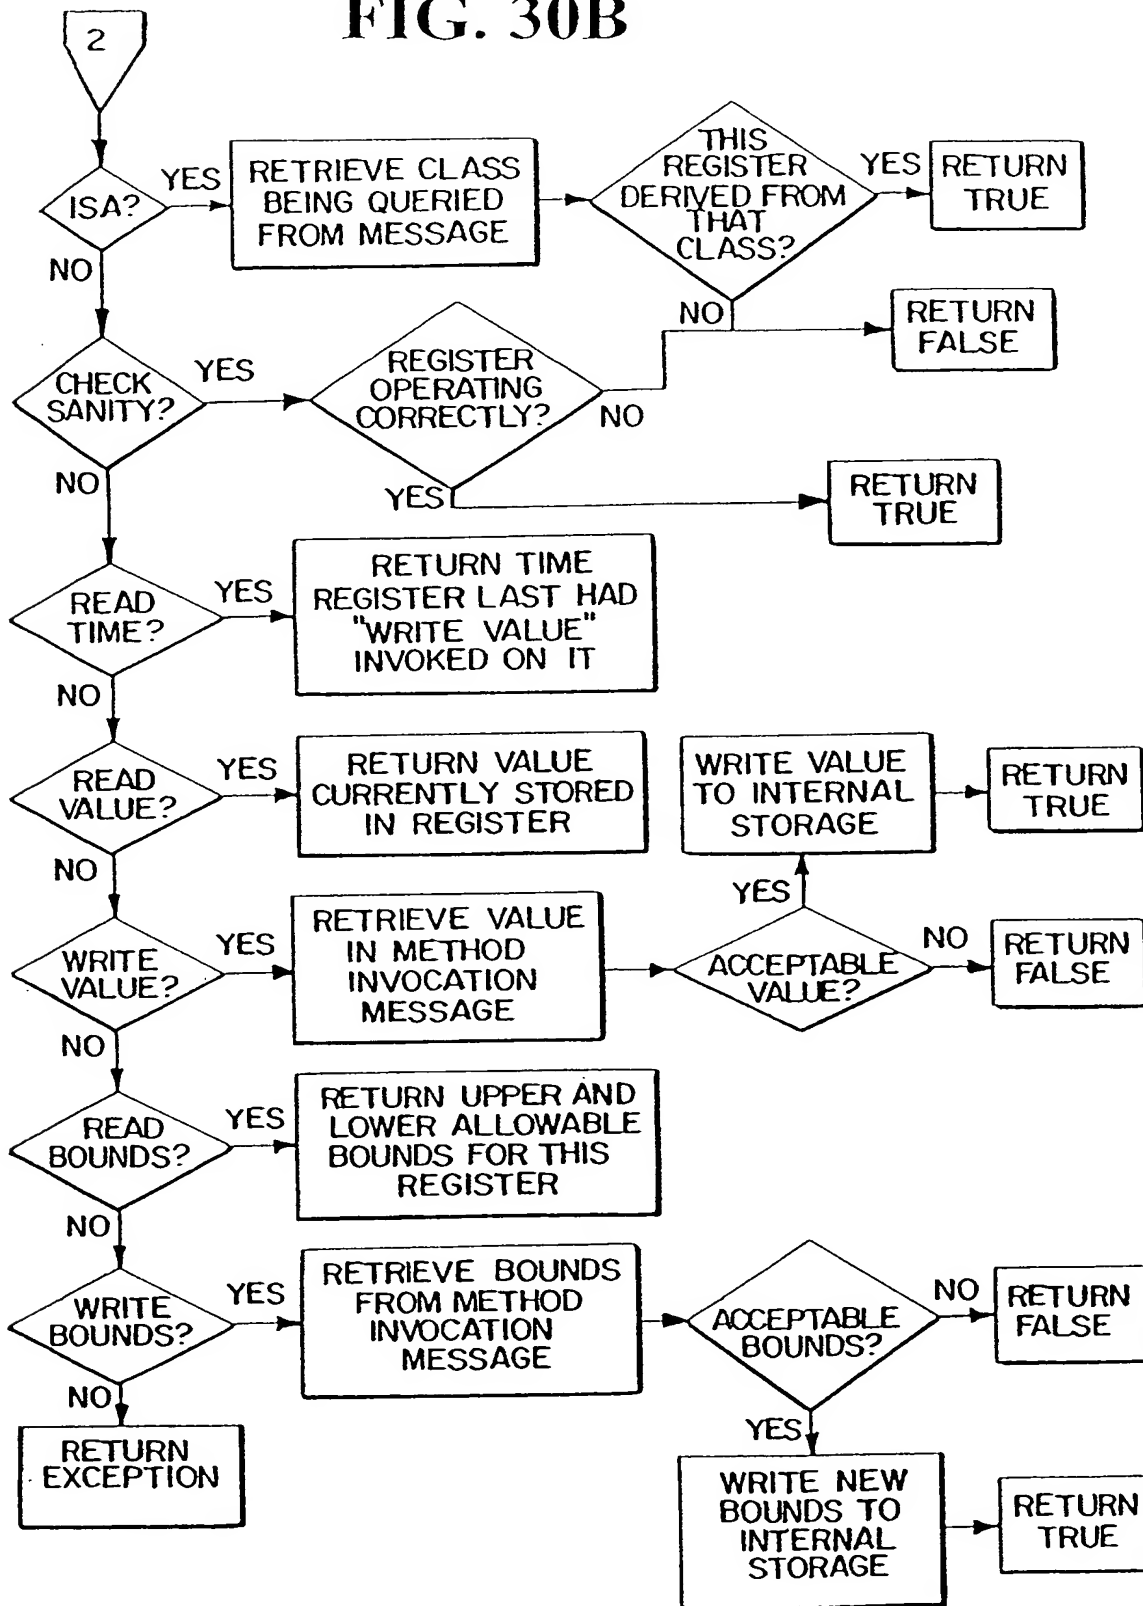 FIG. 30B
2
ISA?
YES
RETRIEVE CLASS
BEING QUERIED
FROM MESSAGE
THIS
REGISTER
DERIVED FROM
THAT
CLASS?
YES
RETURN
TRUE
NO
NO
RETURN
FALSE
CHECK
SANITY?
YES
REGISTER
OPERATING
CORRECTLY?
NO
YES
RETURN
TRUE
NO
READ
TIME?
YES
RETURN TIME
REGISTER LAST HAD
"WRITE VALUE"
INVOKED ON IT
NO
READ
VALUE?
YES
RETURN VALUE
CURRENTLY STORED
IN REGISTER
WRITE VALUE
TO INTERNAL
STORAGE
RETURN
TRUE
NO
YES
WRITE
VALUE?
YES
RETRIEVE VALUE
IN METHOD
INVOCATION
MESSAGE
ACCEPTABLE
VALUE?
NO
RETURN
FALSE
NO
READ
BOUNDS?
YES
RETURN UPPER AND
LOWER ALLOWABLE
BOUNDS FOR THIS
REGISTER
NO
WRITE
BOUNDS?
YES
RETRIEVE BOUNDS
FROM METHOD
INVOCATION
MESSAGE
ACCEPTABLE
BOUNDS?
NO
RETURN
FALSE
NO
RETURN
EXCEPTION
YES
WRITE NEW
BOUNDS TO
INTERNAL
STORAGE
RETURN
TRUE